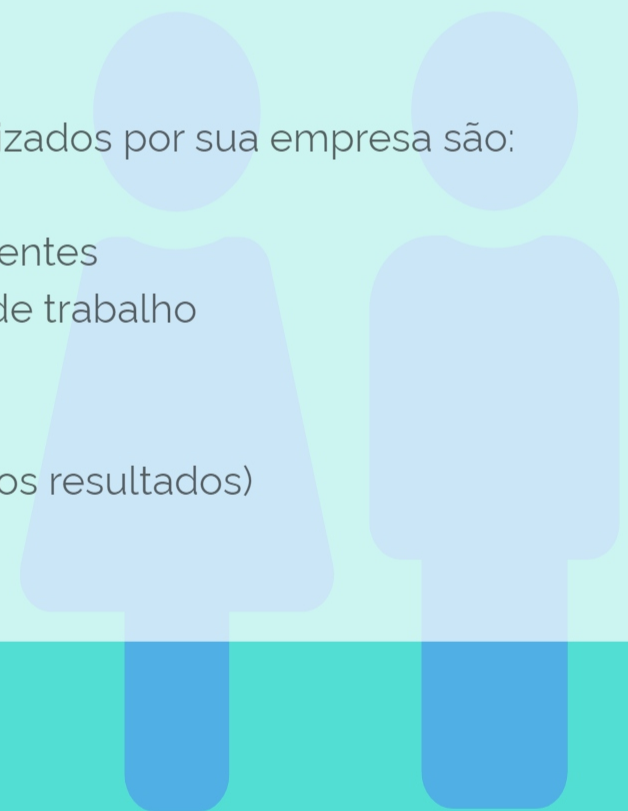 izados por sua empresa são:
entes
de trabalho
os resultados)